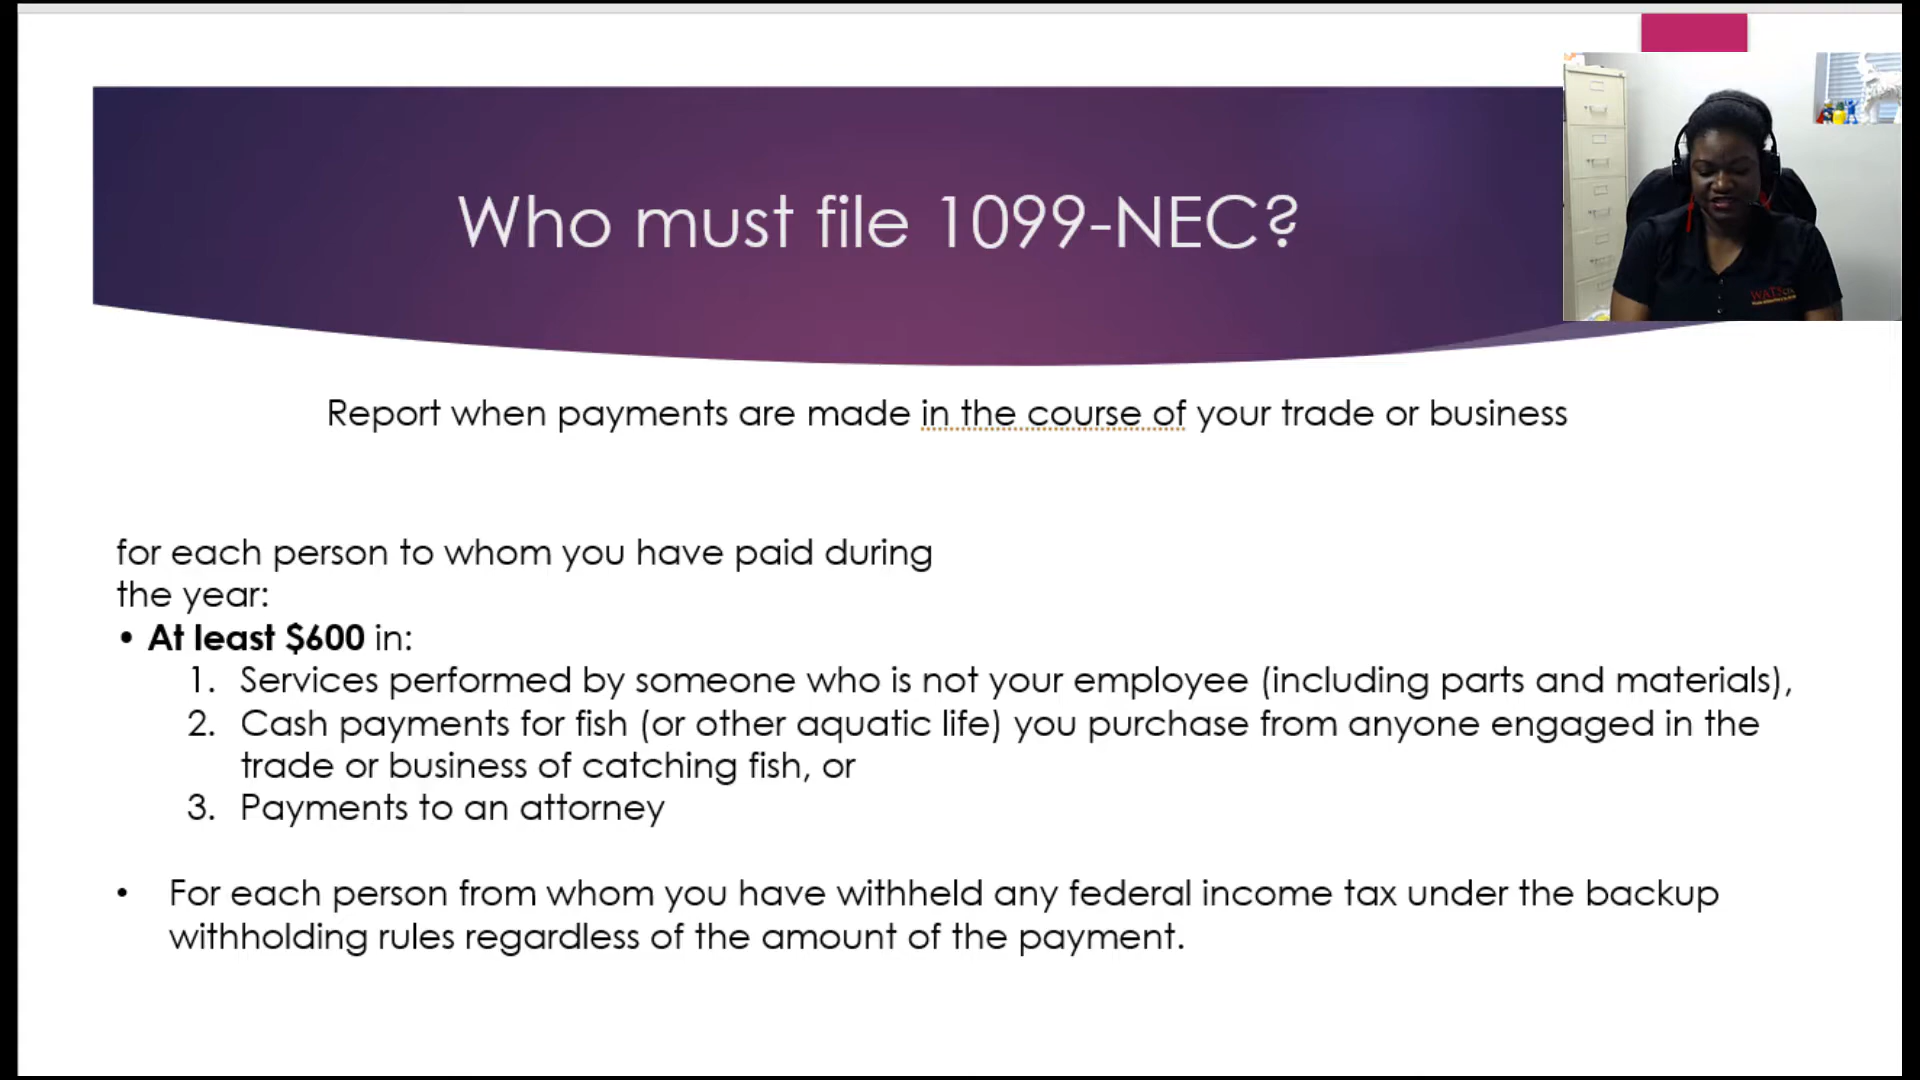 Who must file 1099-NEC?
Report when payments are made in the course of your trade or business
for each person to whom you have paid during
the year:
• At least $600 in:
1. Services performed by someone who is not your employee (including parts and materials),
2. Cash payments for fish (or other aquatic life) you purchase from anyone engaged in the
trade or business of catching fish, or
3. Payments to an attorney
• For each person from whom you have withheld any federal income tax under the backup
withholding rules regardless of the amount of the payment.